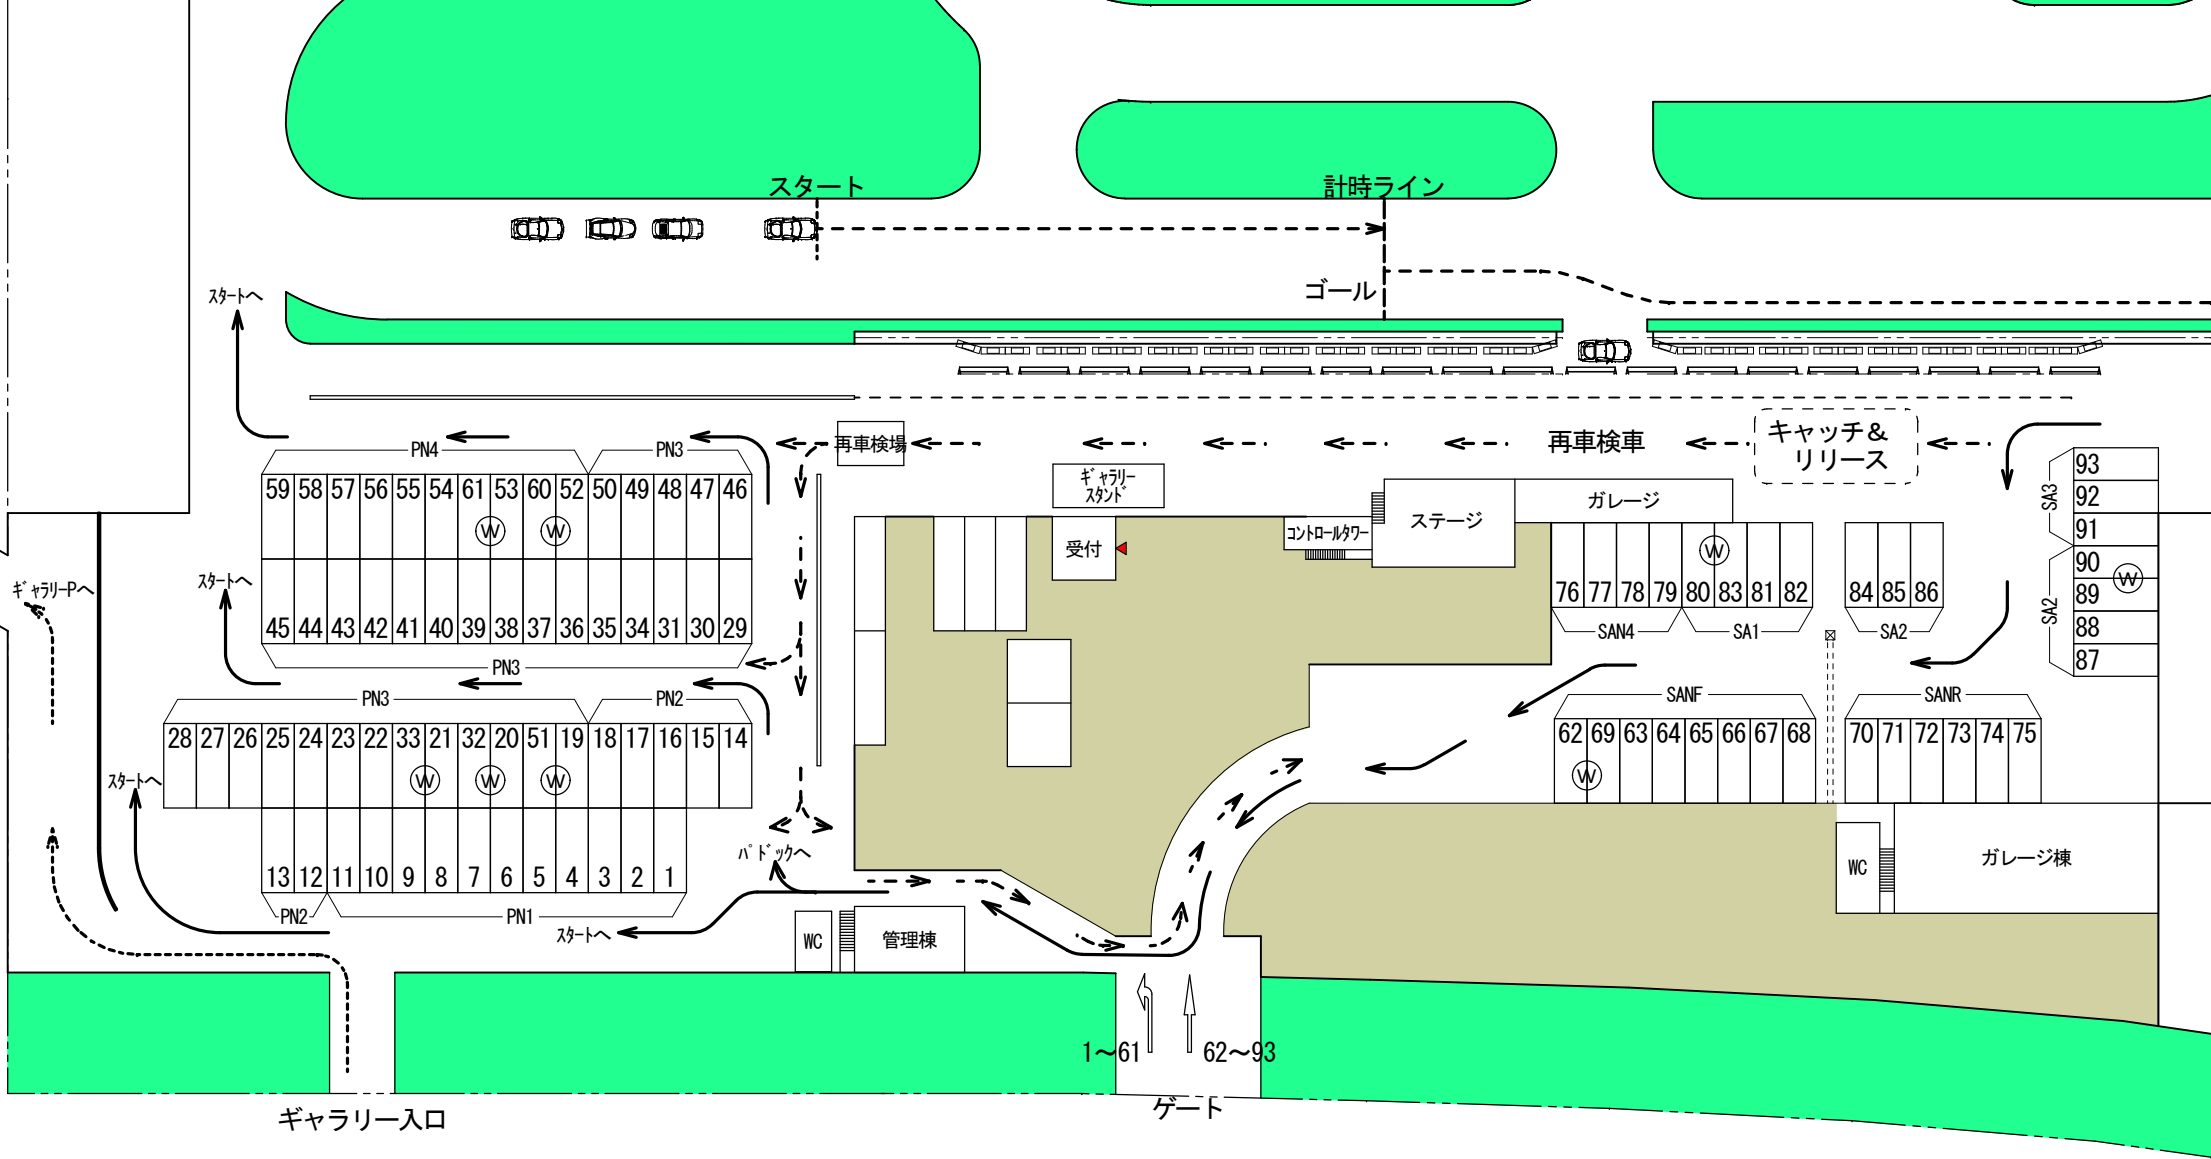 スタート
計時ライン
ゴール
スタートへ
PN4
PN3
再車検場
再車検車
キャッチ&
リリース
59 58 57 56 55 54 61 53 60 52 50 49 48 47 46
W W
ギャラリー
スタンド
ステージ
ガレージ
コントロールタワー
受付
93
92
91
90
89
88
87
SA3
SA2
W
76 77 78 79 80 83 81 82
84 85 86
W
SAN4
SA1
SA2
スタートへ
ギャラリーPへ
45 44 43 42 41 40 39 38 37 36 35 34 31 30 29
PN3
PN3
PN2
28 27 26 25 24 23 22 33 21 32 20 51 19 18 17 16 15 14
W W W
SANF
SANR
62 69 63 64 65 66 67 68
70 71 72 73 74 75
W
スタートへ
13 12 11 10 9 8 7 6 5 4 3 2 1
PN2
PN1
パドックへ
スタートへ
WC
管理棟
WC
ガレージ棟
1～61
62～93
ゲート
ギャラリー入口